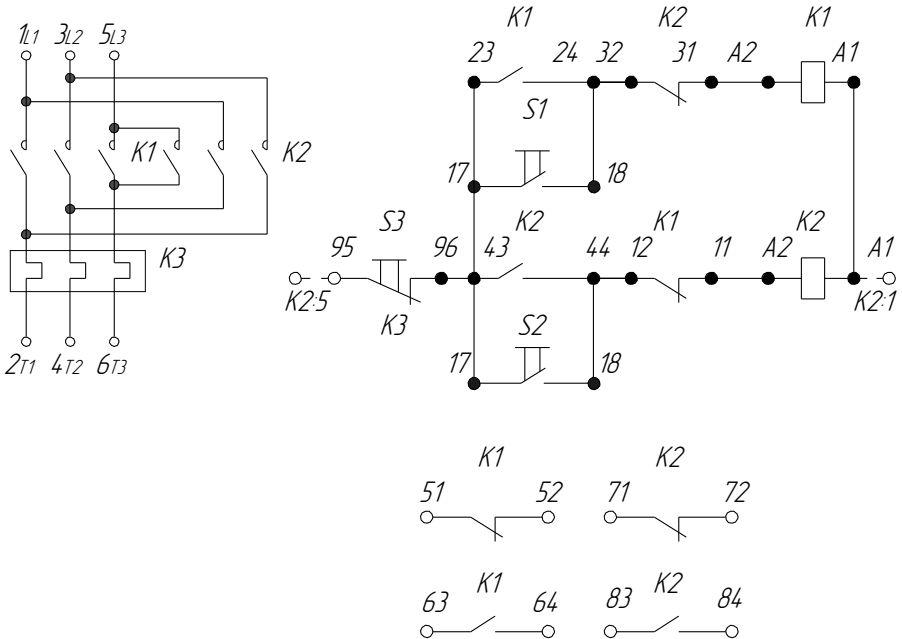 1L1 3L2 5L3
K1 K2
K3
2T1 4T2 6T3
K1 K2 K1
23 24 32 31 A2 A1
S1
17 18
S3 K2 K1 K2
95 96 43 44 12 11 A2 A1
K2:5 K2:1
K3
S2
17 18
K1 K2
51 52 71 72
K1 K2
63 64 83 84